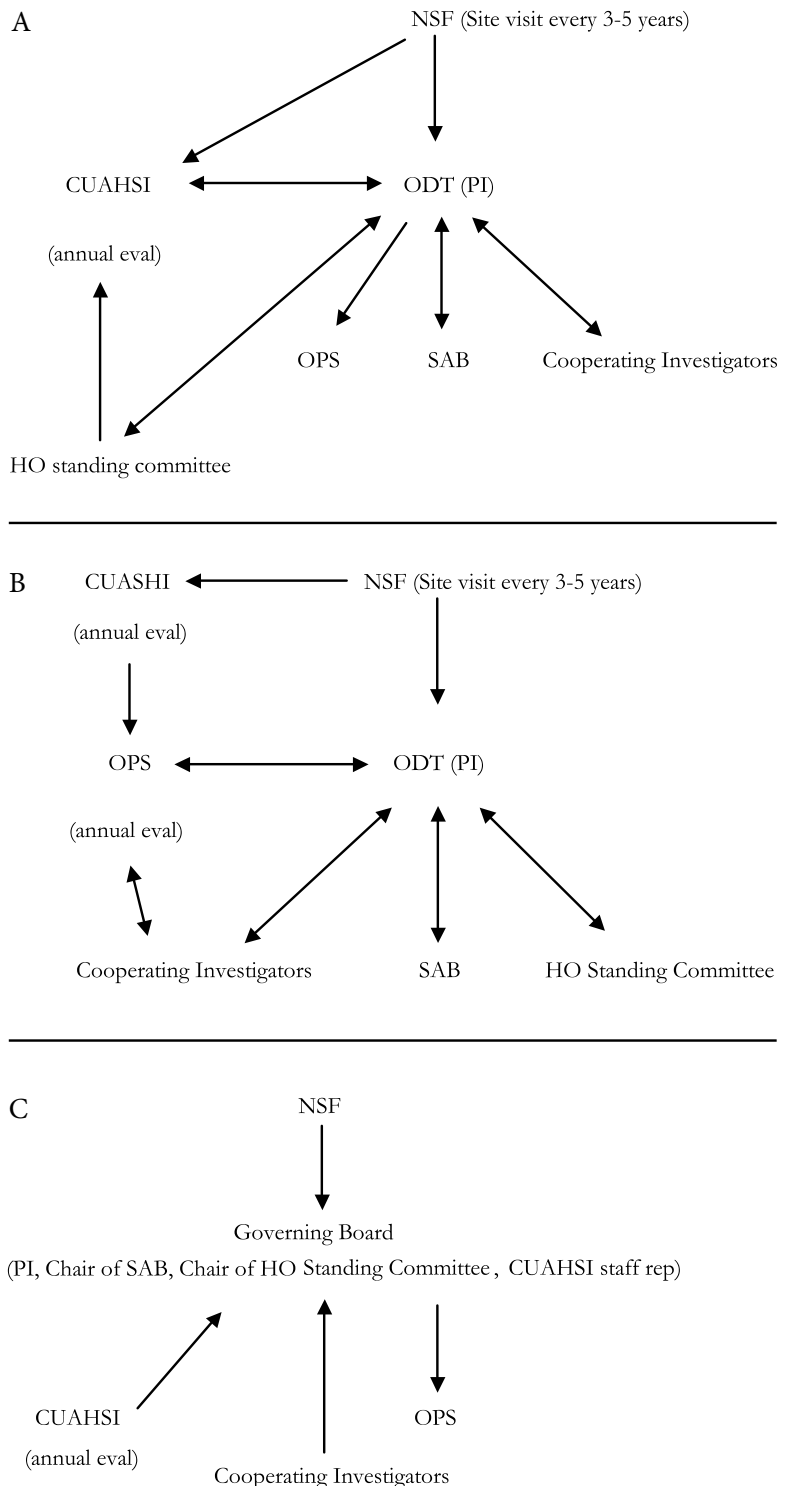 A
NSF (Site visit every 3-5 years)
CUAHSI
ODT (PI)
(annual eval)
OPS
SAB
Cooperating Investigators
HO standing committee
B
CUASHI
NSF (Site visit every 3-5 years)
(annual eval)
OPS
ODT (PI)
(annual eval)
Cooperating Investigators
SAB
HO Standing Committee
C
NSF
Governing Board
(PI, Chair of SAB, Chair of HO Standing Committee , CUAHSI staff rep)
CUAHSI
OPS
(annual eval)
Cooperating Investigators